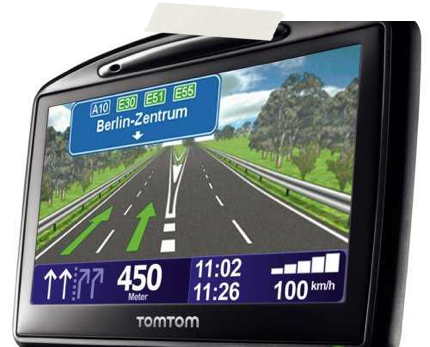 A10 E30 E51 E55
Berlin-Zentrum
450
Meter
11:02
11:26
100 km/h
TOMTOM